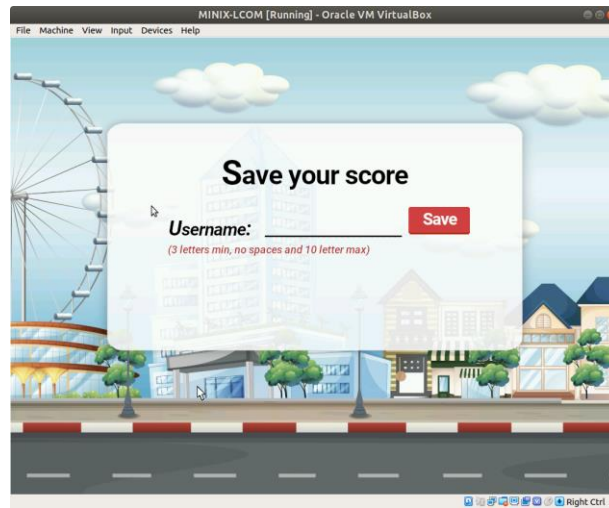 MINIX-LCOM [Running] - Oracle VM VirtualBox
File Machine View Input Devices Help
Save your score
Username: Save
(3 letters min, no spaces and 10 letter max)
Right Ctrl